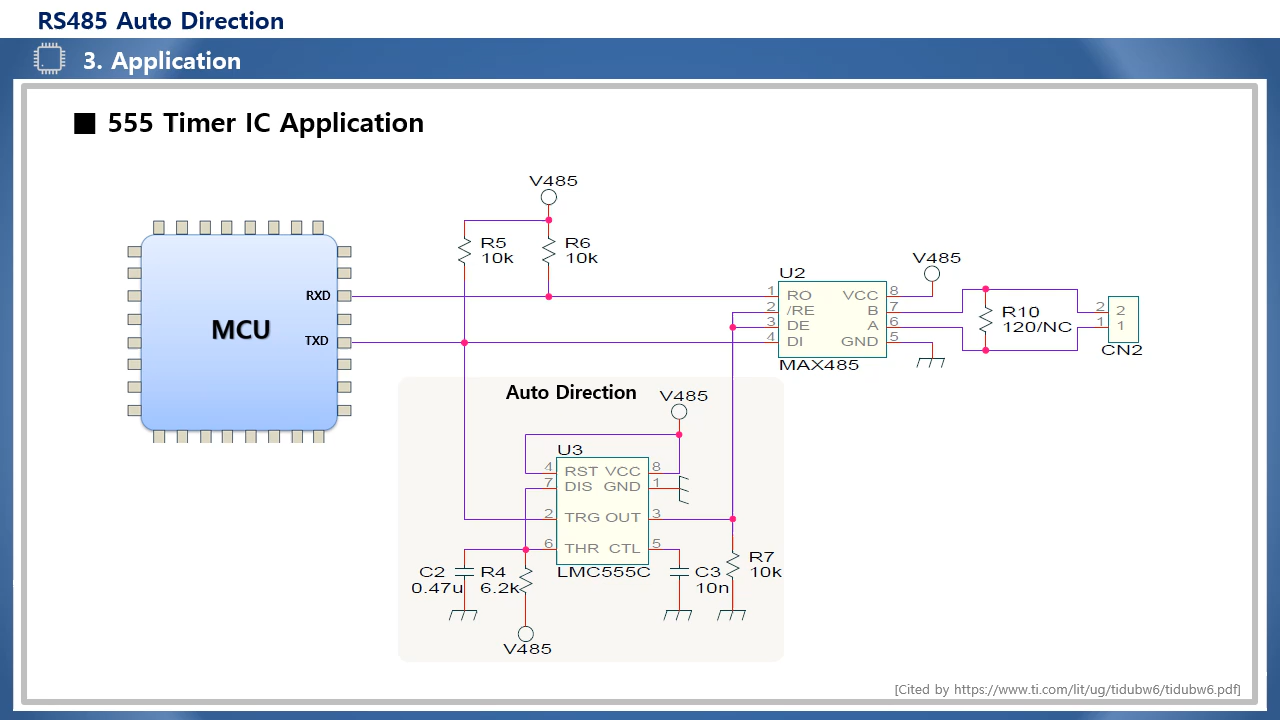 RS485 Auto Direction
3. Application
■ 555 Timer IC Application
V485
R5
10k
R6
10k
RXD
MCU
TXD
U2
1 RO VCC 8
2 /RE B 7
3 DE A 6
4 DI GND 5
MAX485
V485
R10
120/NC
2 2
1 1
CN2
Auto Direction
V485
U3
4 RST VCC 8
7 DIS GND 1
2 TRG OUT 3
6 THR CTL 5
LMC555C
C2
0.47u
R4
6.2k
V485
C3
10n
R7
10k
[Cited by https://www.ti.com/lit/ug/tidubw6/tidubw6.pdf]